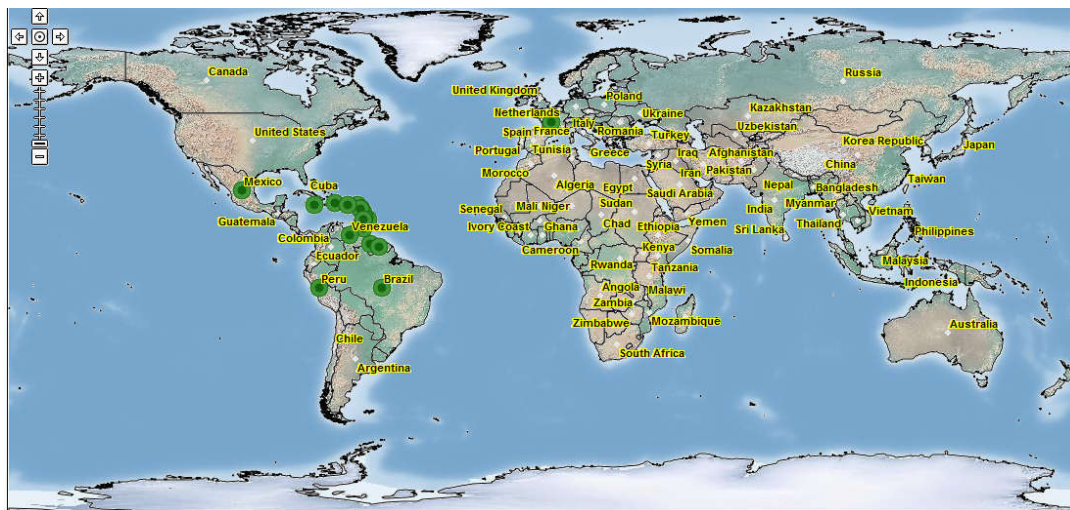 Canada
Russia
United Kingdom
Poland
Netherlands
Ukraine
Kazakhstan
United States
Spain
France
Italy
Romania
Turkey
Uzbekistan
Korea Republic
Japan
Portugal
Tunisia
Greece
Syria
Iraq
Afghanistan
China
Morocco
Iran
Pakistan
Taiwan
Mexico
Cuba
Algeria
Egypt
Saudi Arabia
Nepal
Bangladesh
Guatemala
Venezuela
Senegal
Mali
Niger
Sudan
India
Myanmar
Vietnam
Colombia
Ivory Coast
Ghana
Chad
Ethiopia
Yemen
Sri Lanka
Thailand
Philippines
Ecuador
Cameroon
Kenya
Somalia
Malaysia
Peru
Brazil
Rwanda
Tanzania
Indonesia
Angola
Malawi
Zambia
Chile
Zimbabwe
Mozambique
Australia
Argentina
South Africa